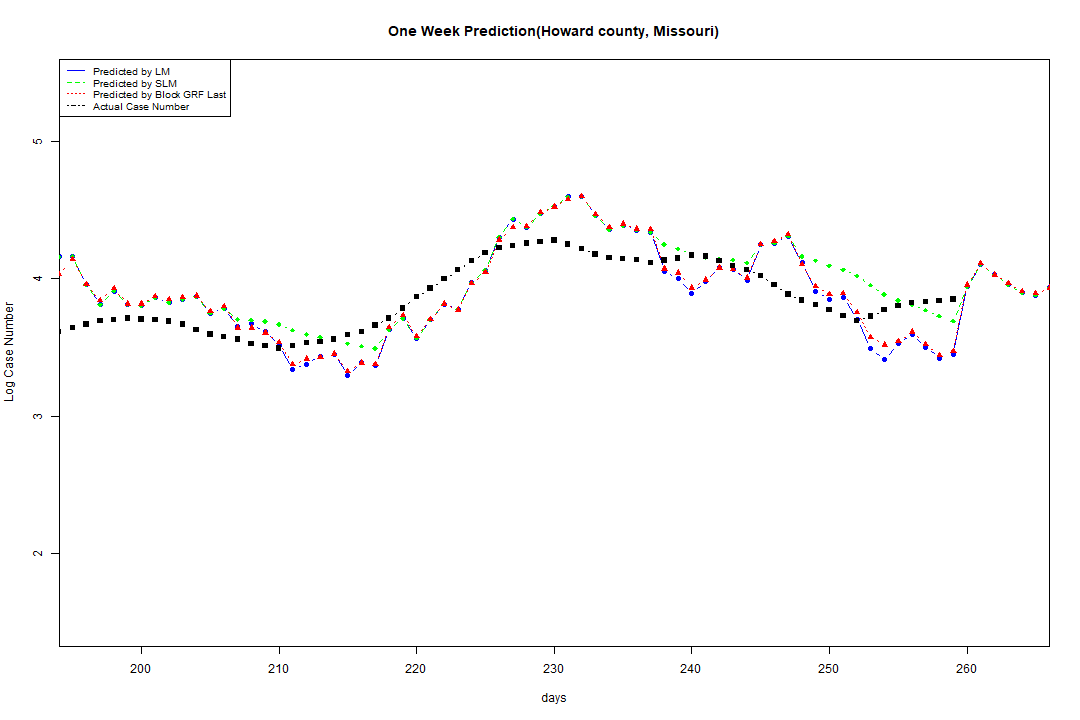 One Week Prediction(Howard county, Missouri)
Predicted by LM
Predicted by SLM
Predicted by Block GRF Last
Actual Case Number
5
4
3
2
Log Case Number
200 210 220 230 240 250 260
days